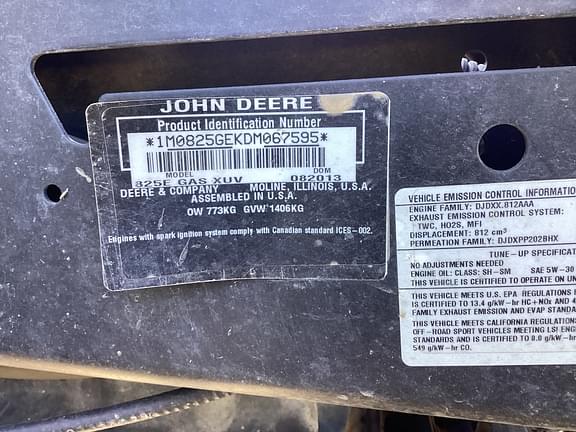 JOHN DEERE
Product Identification Number
*1M0825GEKDM067595*
MODEL DOM
825E GAS XUV 082013
DEERE & COMPANY MOLINE, ILLINOIS, U.S.A.
ASSEMBLED IN U.S.A.
OW 773KG GVW 1406KG
Engines with spark ignition system comply with Canadian standard ICES-002.
VEHICLE EMISSION CONTROL INFORMATIO
ENGINE FAMILY: DJDXX.812AAA
EXHAUST EMISSION CONTROL SYSTEM:
TWC, HO2S, MFI
DISPLACEMENT: 812 cm³
PERMEATION FAMILY: DJDXPP202BHX
TUNE-UP SPECIFICAT
NO ADJUSTMENTS NEEDED
ENGINE OIL: CLASS: SH-SM SAE 5W-30
THIS VEHICLE IS CERTIFIED TO OPERATE ON UN
THIS VEHICLE MEETS U.S. EPA REGULATIONS
IS CERTIFIED TO 13.4 g/kW-hr HC+NOx AND 4
FAMILY EXHAUST EMISSION AND EVAP STANDA
THIS VEHICLE MEETS CALIFORNIA REGULATION
OFF-ROAD SPORT VEHICLES MEETING LSI ENGI
STANDARDS AND IS CERTIFIED TO 8.0 g/kW-hr
549 g/kW-hr CO.